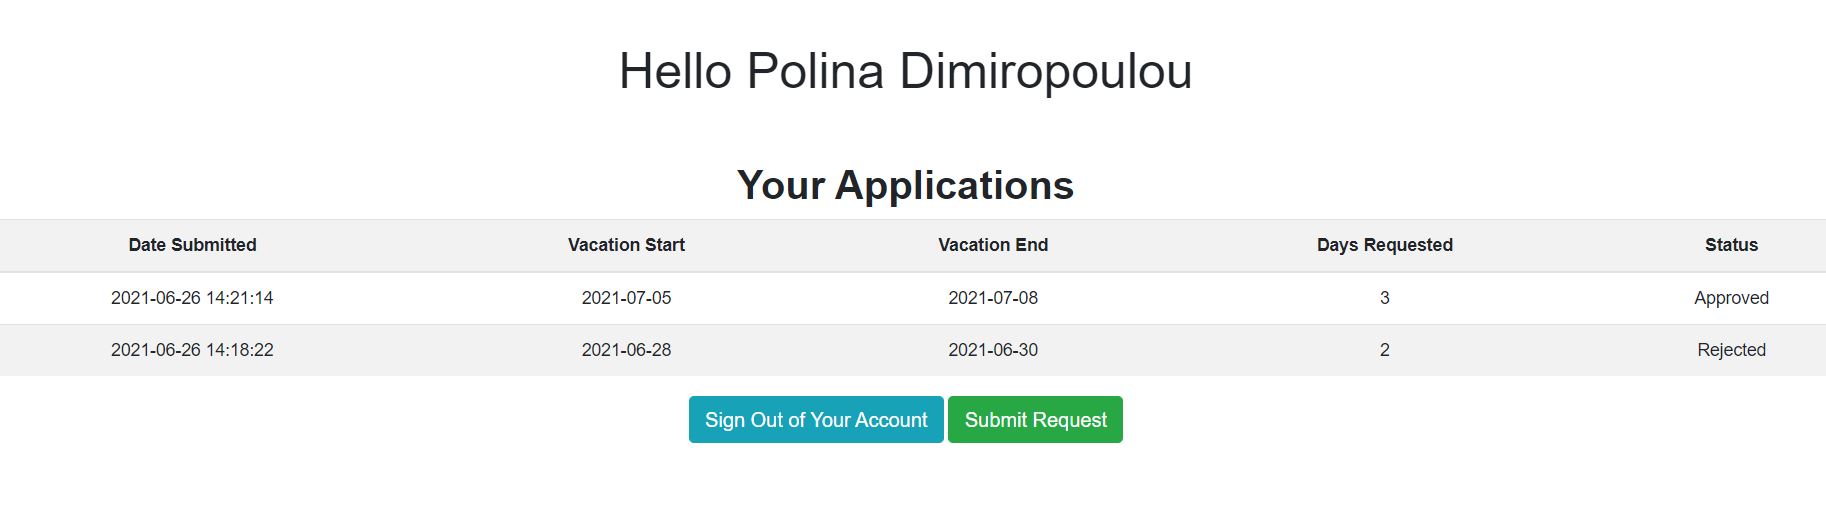 Hello Polina Dimiropoulou
Your Applications
Date Submitted Vacation Start Vacation End Days Requested Status
2021-06-26 14:21:14 2021-07-05 2021-07-08 3 Approved
2021-06-26 14:18:22 2021-06-28 2021-06-30 2 Rejected
Sign Out of Your Account Submit Request